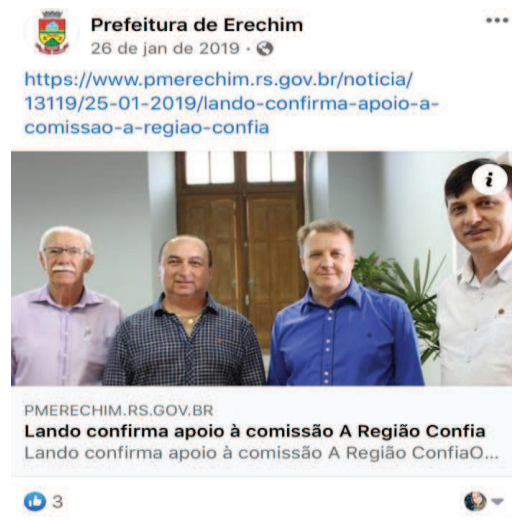 Prefeitura de Erechim
26 de jan de 2019 ·
https://www.pmerechim.rs.gov.br/noticia/
13119/25-01-2019/lando-confirma-apoio-a-
comissao-a-regiao-confia
i
PMERECHIM.RS.GOV.BR
Lando confirma apoio à comissão A Região Confia
Lando confirma apoio à comissão A Região ConfiaO...
3